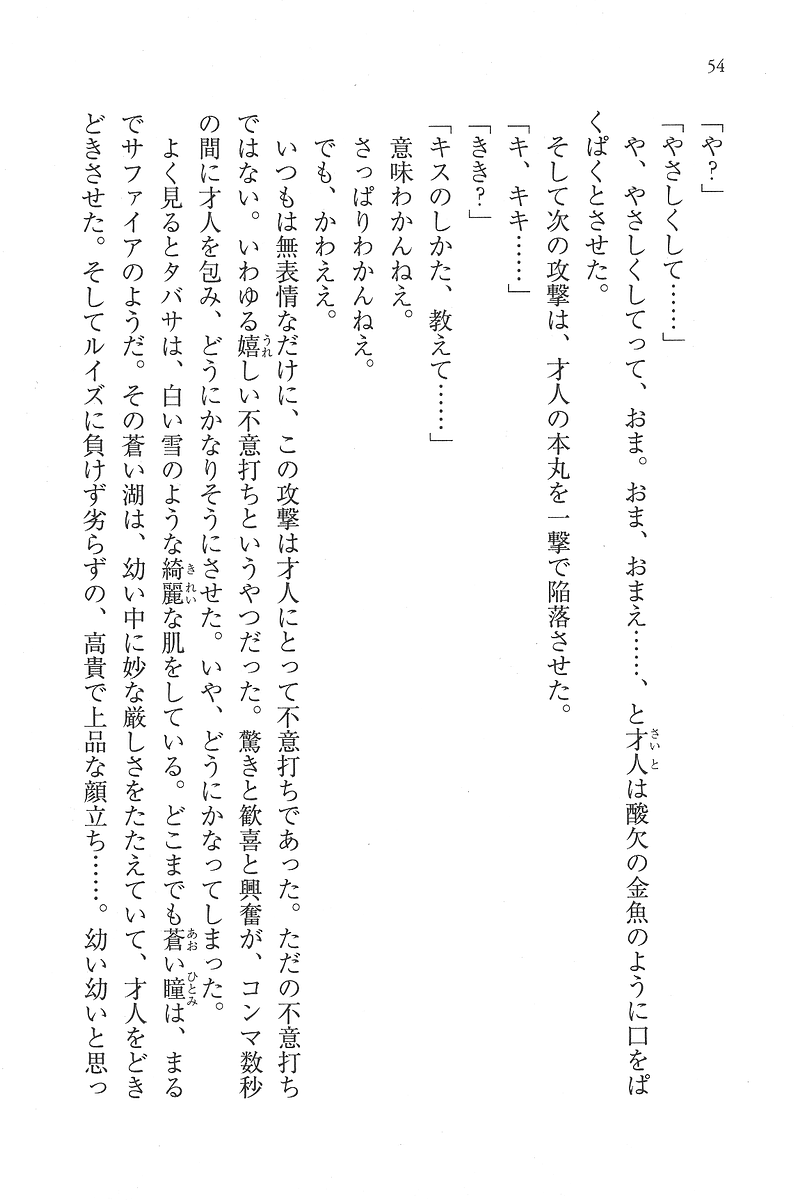 54
「や？」
「やさしくして……」
　や、やさしくしてって、おま。おま、おまえ……、と才人は酸欠の金魚のように口をぱ
くぱくとさせた。
　そして次の攻撃は、才人の本丸を一撃で陥落させた。
「キ、キキ……」
「きき？」
「キスのしかた、教えて……」
　意味わかんねえ。
　さっぱりわかんねえ。
　でも、かわええ。
　いつもは無表情なだけに、この攻撃は才人にとって不意打ちであった。ただの不意打ち
ではない。いわゆる嬉しい不意打ちというやつだった。驚きと歓喜と興奮が、コンマ数秒
の間に才人を包み、どうにかなりそうにさせた。いや、どうにかなってしまった。
　よく見るとタバサは、白い雪のような綺麗な肌をしている。どこまでも蒼い瞳は、まる
でサファイアのようだ。その蒼い湖は、幼い中に妙な厳しさをたたえていて、才人をどき
どきさせた。そしてルイズに負けず劣らずの、高貴で上品な顔立ち……。幼い幼いと思っ